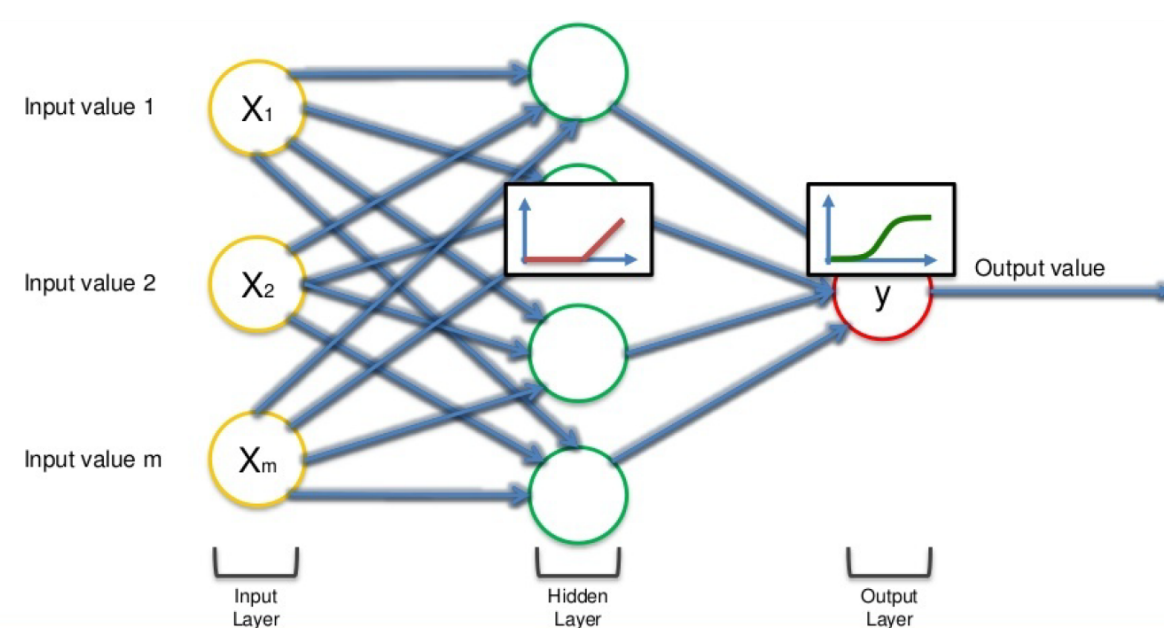 Input value 1
X1
Input value 2
X2
Input value m
Xm
y
Output value
Input
Layer
Hidden
Layer
Output
Layer